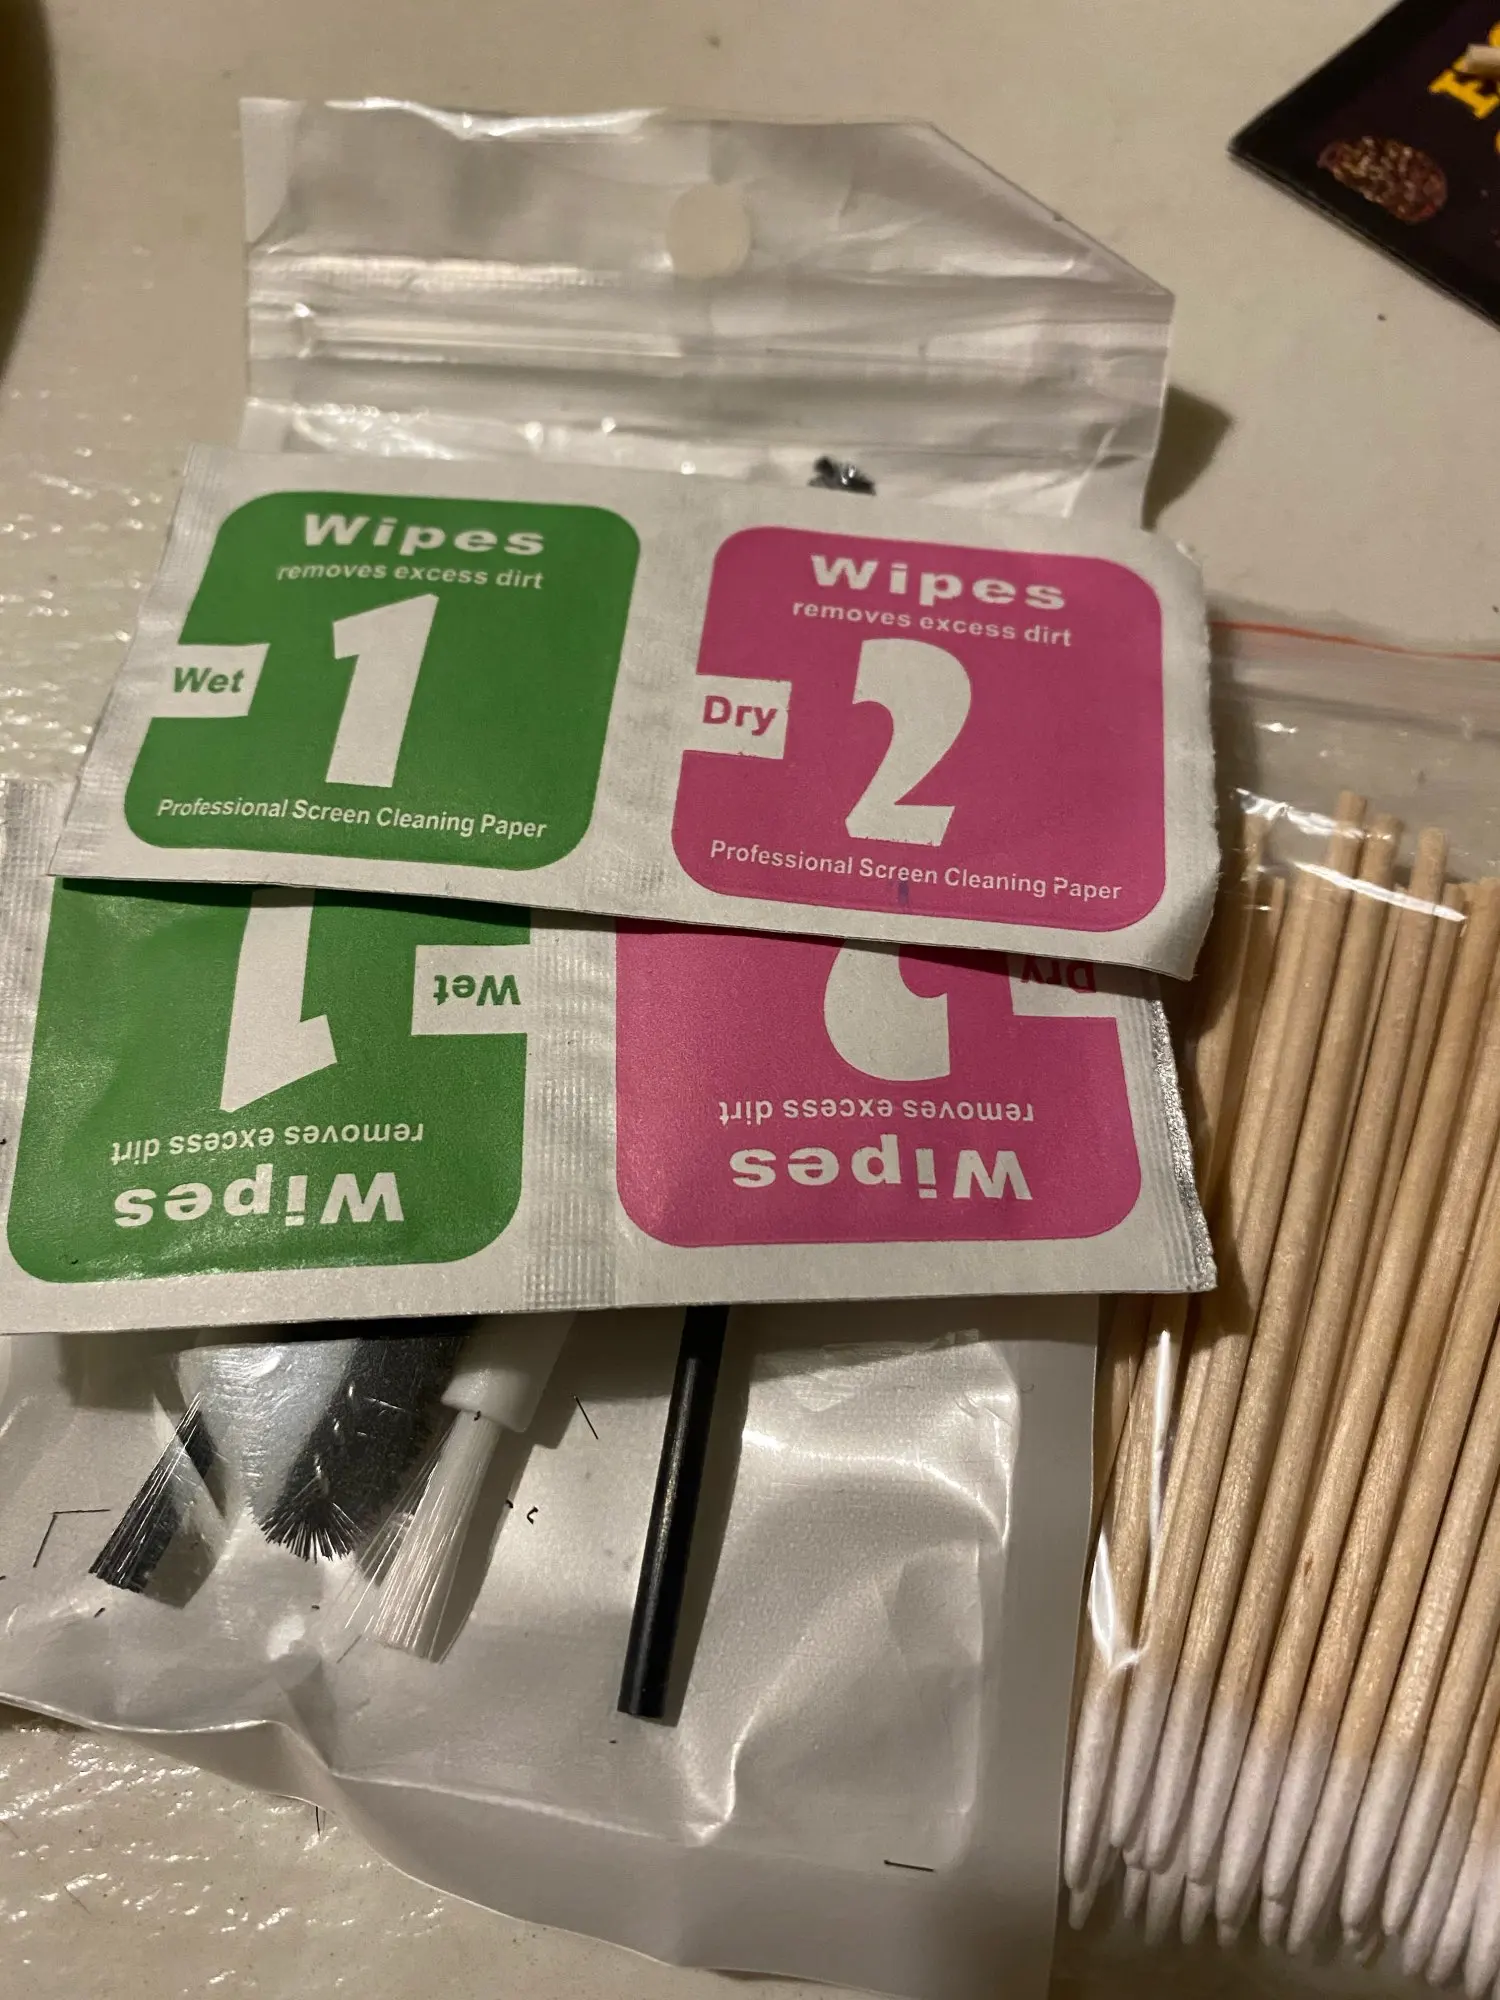 Wipes
removes excess dirt
1
Wet
Professional Screen Cleaning Paper
Wipes
removes excess dirt
2
Dry
Professional Screen Cleaning Paper
Wipes
removes excess dirt
1
Wet
Wipes
removes excess dirt
2
Dry